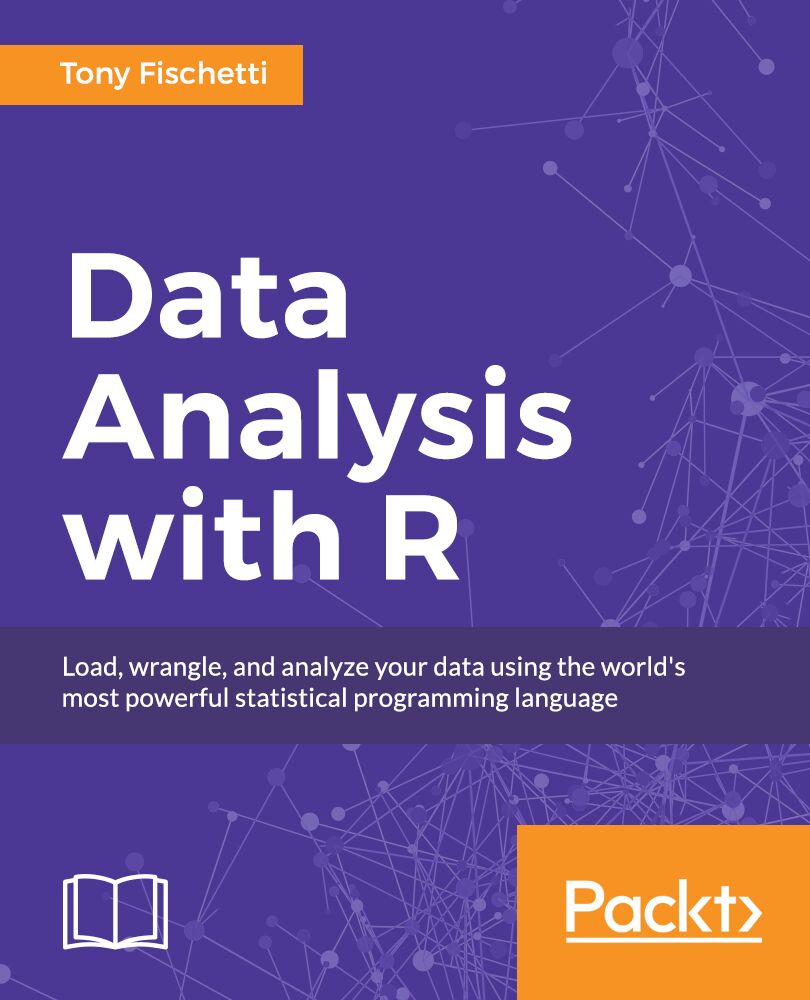 Tony Fischetti
Data
Analysis
with R
Load, wrangle, and analyze your data using the world's
most powerful statistical programming language
Packt